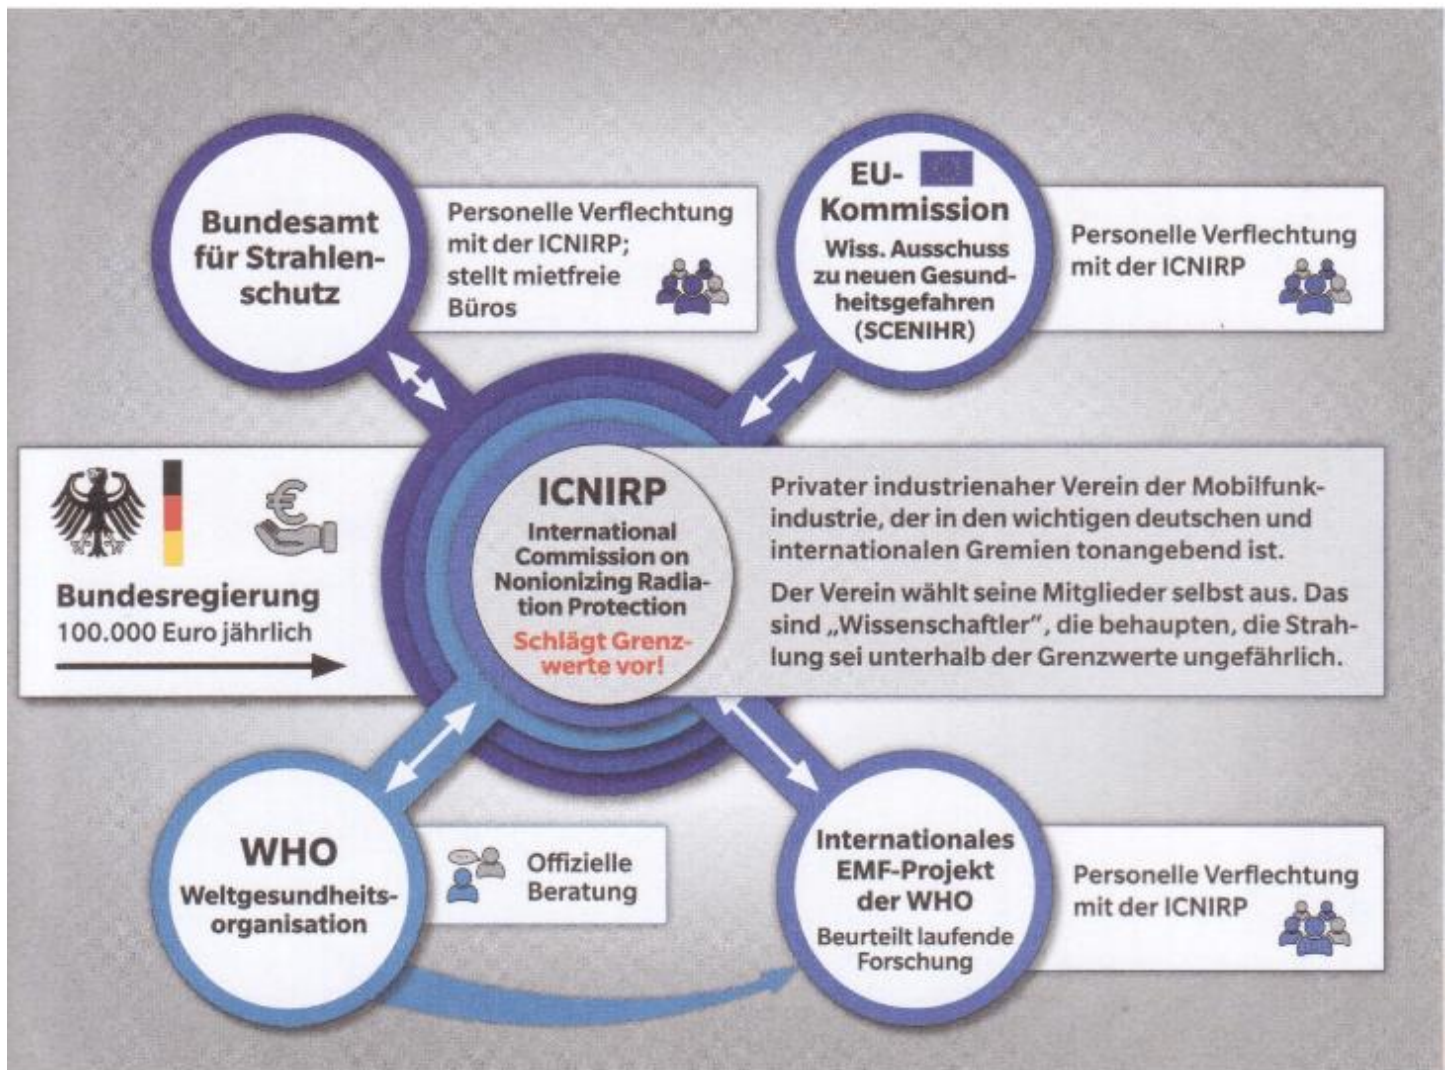 Bundesamt
für Strahlen-
schutz
Personelle Verflechtung
mit der ICNIRP;
stellt mietfreie
Büros
EU-
Kommission
Wiss. Ausschuss
zu neuen Gesund-
heitsgefahren
(SCENIHR)
Personelle Verflechtung
mit der ICNIRP
€
Bundesregierung
100.000 Euro jährlich
ICNIRP
International
Commission on
Nonionizing Radia-
tion Protection
Schlägt Grenz-
werte vor!
Privater industrienaher Verein der Mobilfunk-
industrie, der in den wichtigen deutschen und
internationalen Gremien tonangebend ist.
Der Verein wählt seine Mitglieder selbst aus. Das
sind „Wissenschaftler“, die behaupten, die Strah-
lung sei unterhalb der Grenzwerte ungefährlich.
WHO
Weltgesundheits-
organisation
Offizielle
Beratung
Internationales
EMF-Projekt
der WHO
Beurteilt laufende
Forschung
Personelle Verflechtung
mit der ICNIRP